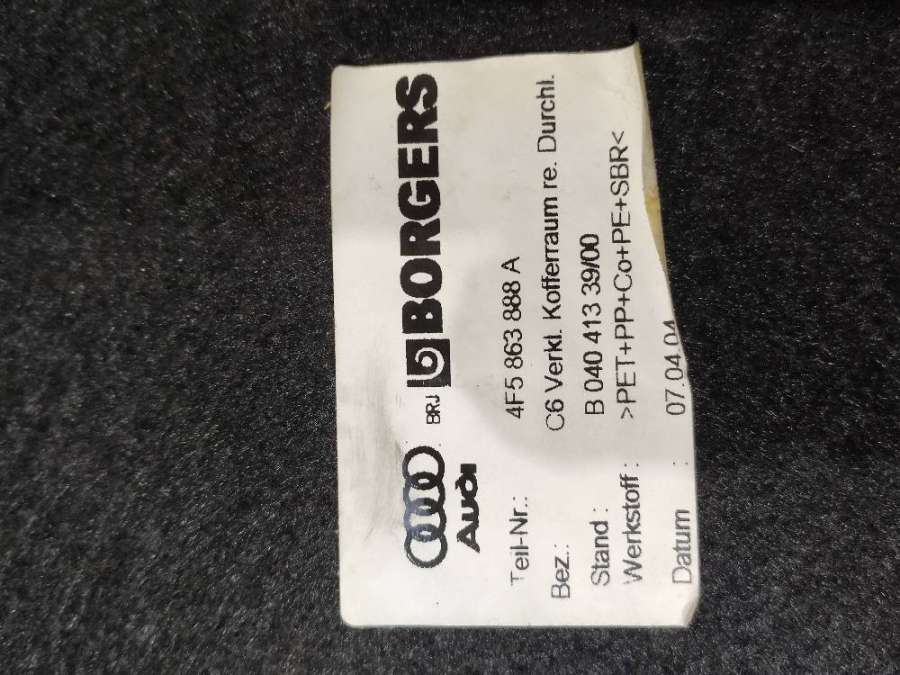 Audi BRJ BORGERS
Teil-Nr.: 4F5 863 888 A
Bez.: C6 Verkl. Kofferraum re. Durchl.
Stand: B 040 413 39/00
Werkstoff: >PET+PP+Co+PE+SBR<
Datum : 07.04.04